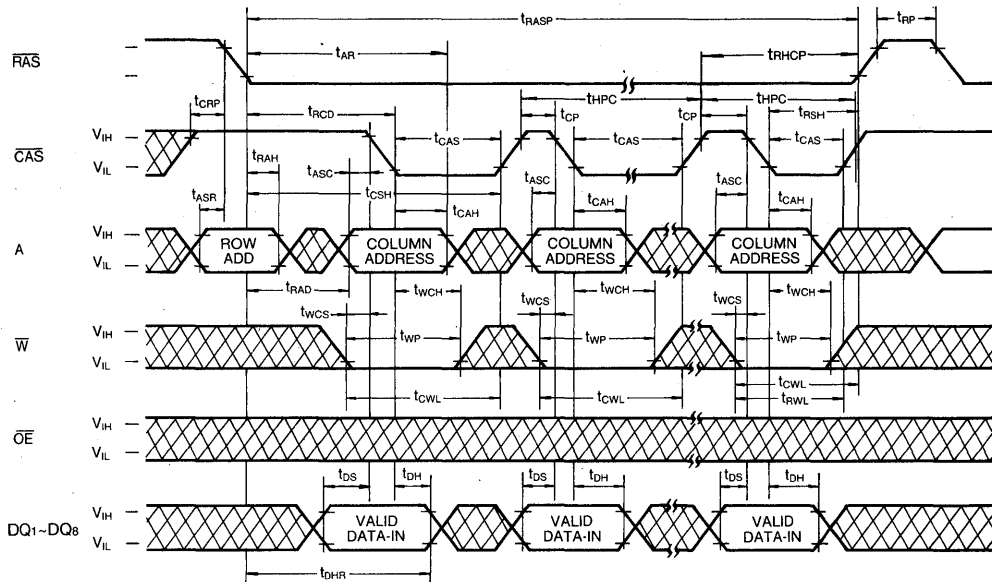 tRASP
tRP
tAR
tRHCP
RAS
tCRP
tRCD
tHPC
tHPC
tCP
tCP
tRSH
VIH
CAS
VIL
tCAS
tCAS
tCAS
tRAH
tASC
tCSH
tASC
tASC
tASR
tCAH
tCAH
tCAH
VIH
A
VIL
ROW
ADD
COLUMN
ADDRESS
COLUMN
ADDRESS
COLUMN
ADDRESS
tRAD
tWCH
tWCH
tWCH
tWCS
tWCS
tWCS
VIH
W
VIL
tWP
tWP
tWP
tCWL
tCWL
tCWL
tRWL
VIH
OE
VIL
tDS
tDH
tDS
tDH
tDS
tDH
VIH
DQ1~DQ8
VIL
VALID
DATA-IN
VALID
DATA-IN
VALID
DATA-IN
tDHR